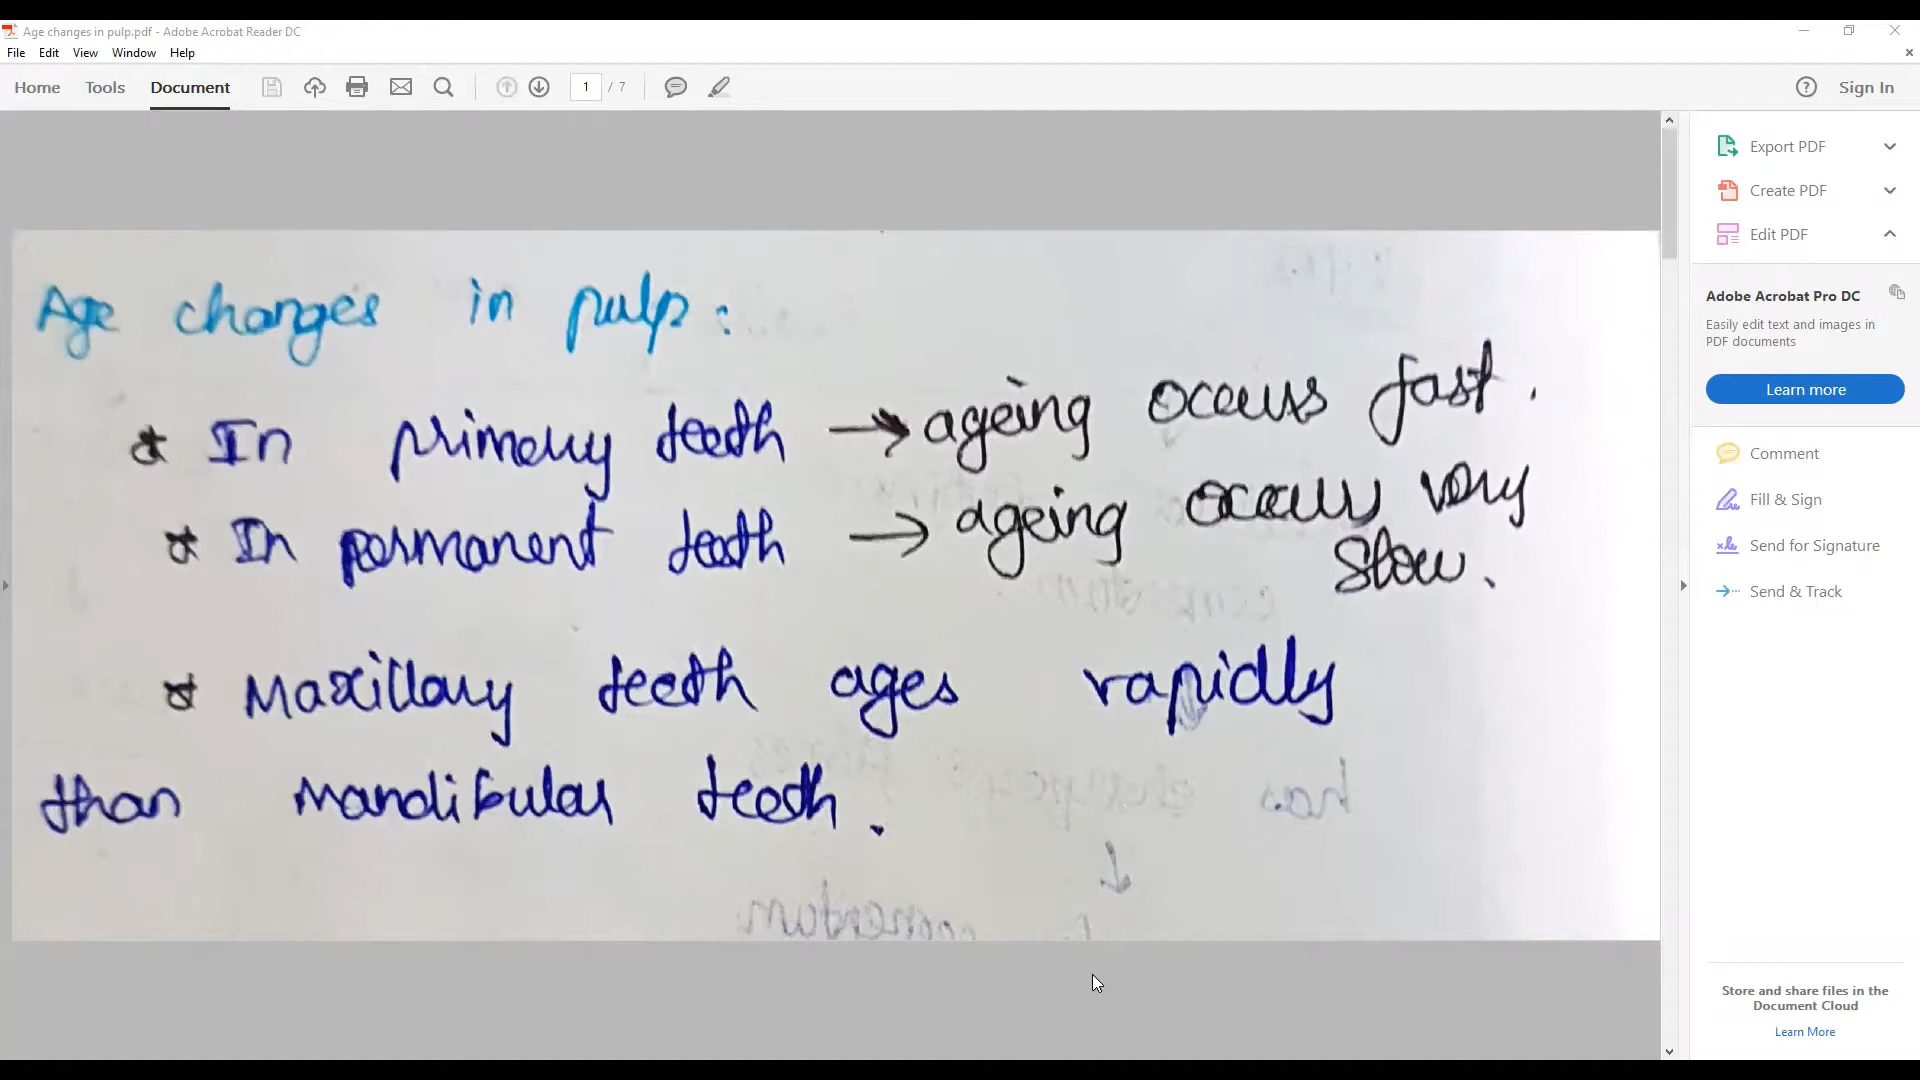 Age changes in pulp.pdf - Adobe Acrobat Reader DC
File Edit View Window Help
Home Tools Document 1 / 7 Sign In
Export PDF
Create PDF
Edit PDF
Adobe Acrobat Pro DC
Easily edit text and images in
PDF documents
Learn more
Comment
Fill & Sign
Send for Signature
Send & Track
Store and share files in the
Document Cloud
Learn More
Age changes in pulp :
* In primary teeth → ageing occurs fast .
* In permanent teeth → ageing occurs very
slow .
* Maxillary teeth ages rapidly
than mandibular teeth .